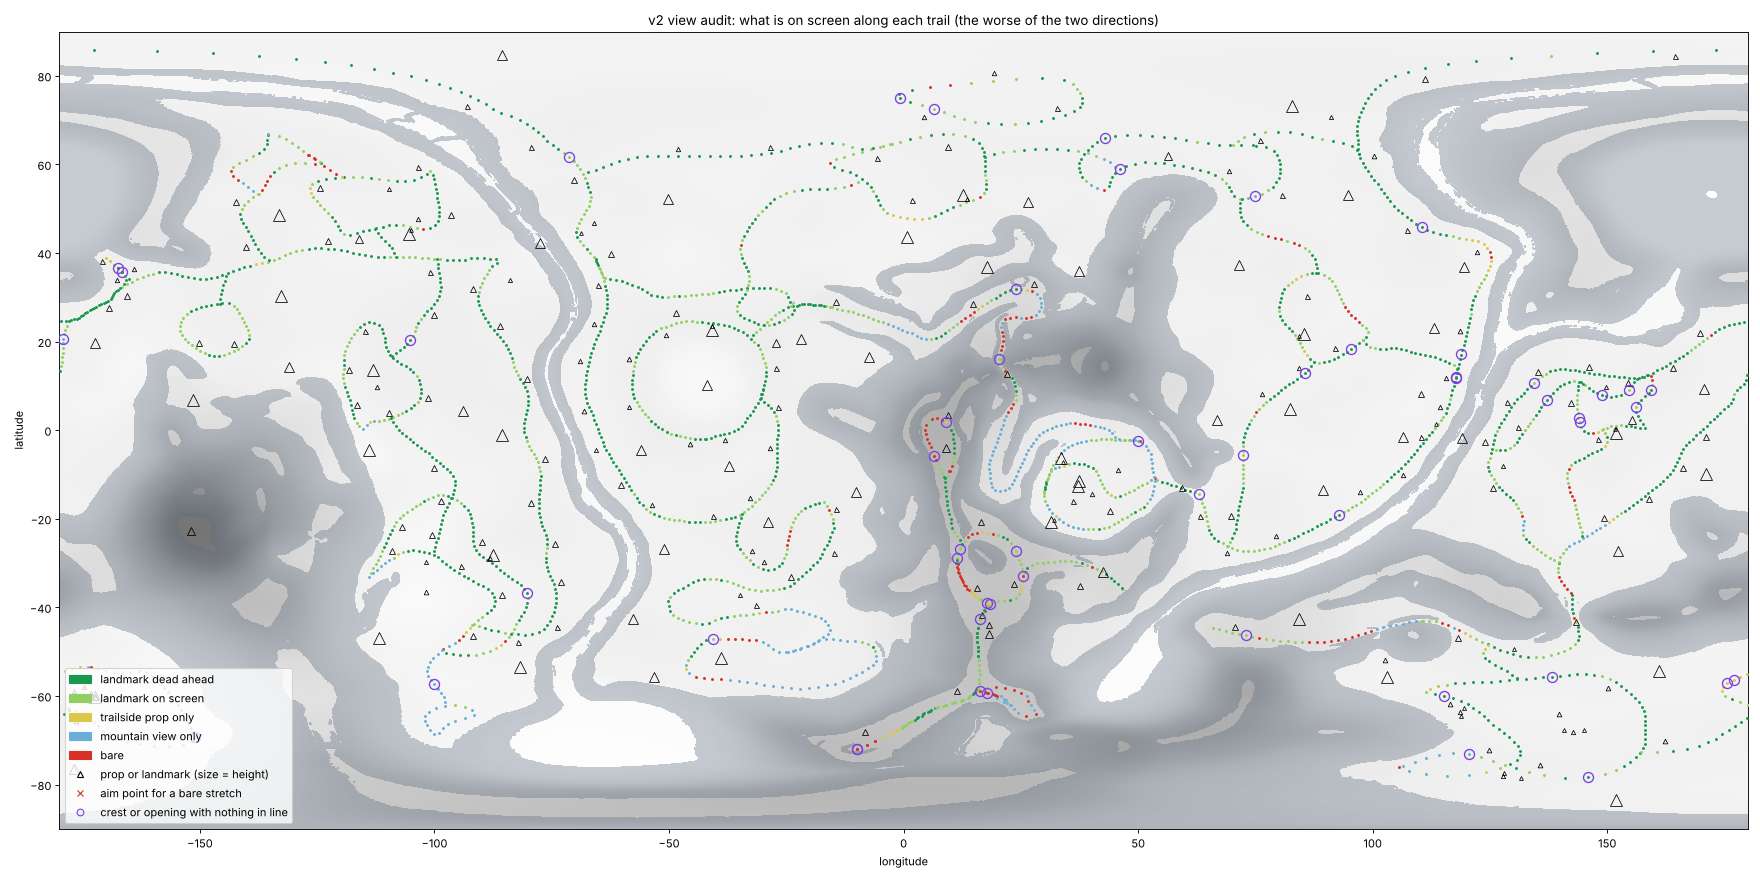 v2 view audit: what is on screen along each trail (the worse of the two directions)
latitude
80
60
40
20
0
−20
−40
−60
−80
landmark dead ahead
landmark on screen
trailside prop only
mountain view only
bare
prop or landmark (size = height)
aim point for a bare stretch
crest or opening with nothing in line
−150
−100
−50
0
50
100
150
longitude